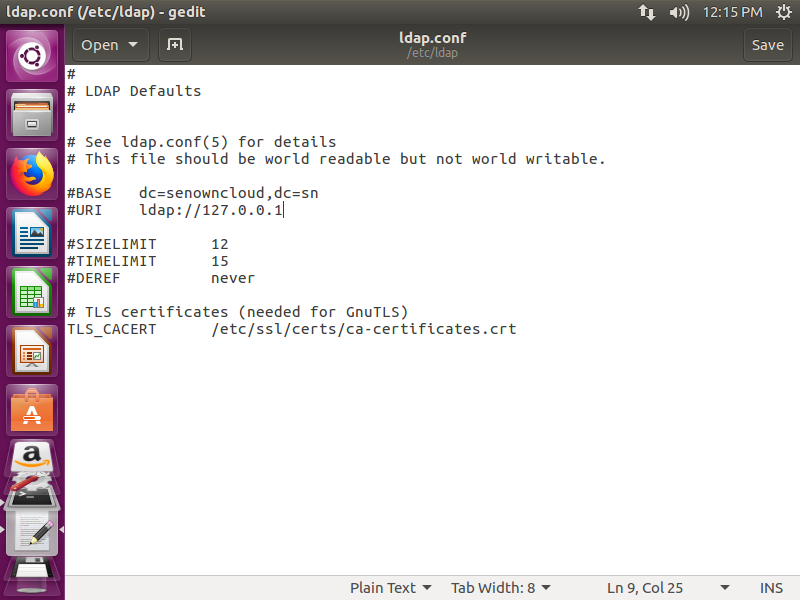 ldap.conf (/etc/ldap) - gedit
12:15 PM
Open
ldap.conf
/etc/ldap
Save
#
# LDAP Defaults
#
# See ldap.conf(5) for details
# This file should be world readable but not world writable.
#BASE dc=senowncloud,dc=sn
#URI ldap://127.0.0.1
#SIZELIMIT 12
#TIMELIMIT 15
#DEREF never
# TLS certificates (needed for GnuTLS)
TLS_CACERT /etc/ssl/certs/ca-certificates.crt
Plain Text
Tab Width: 8
Ln 9, Col 25
INS